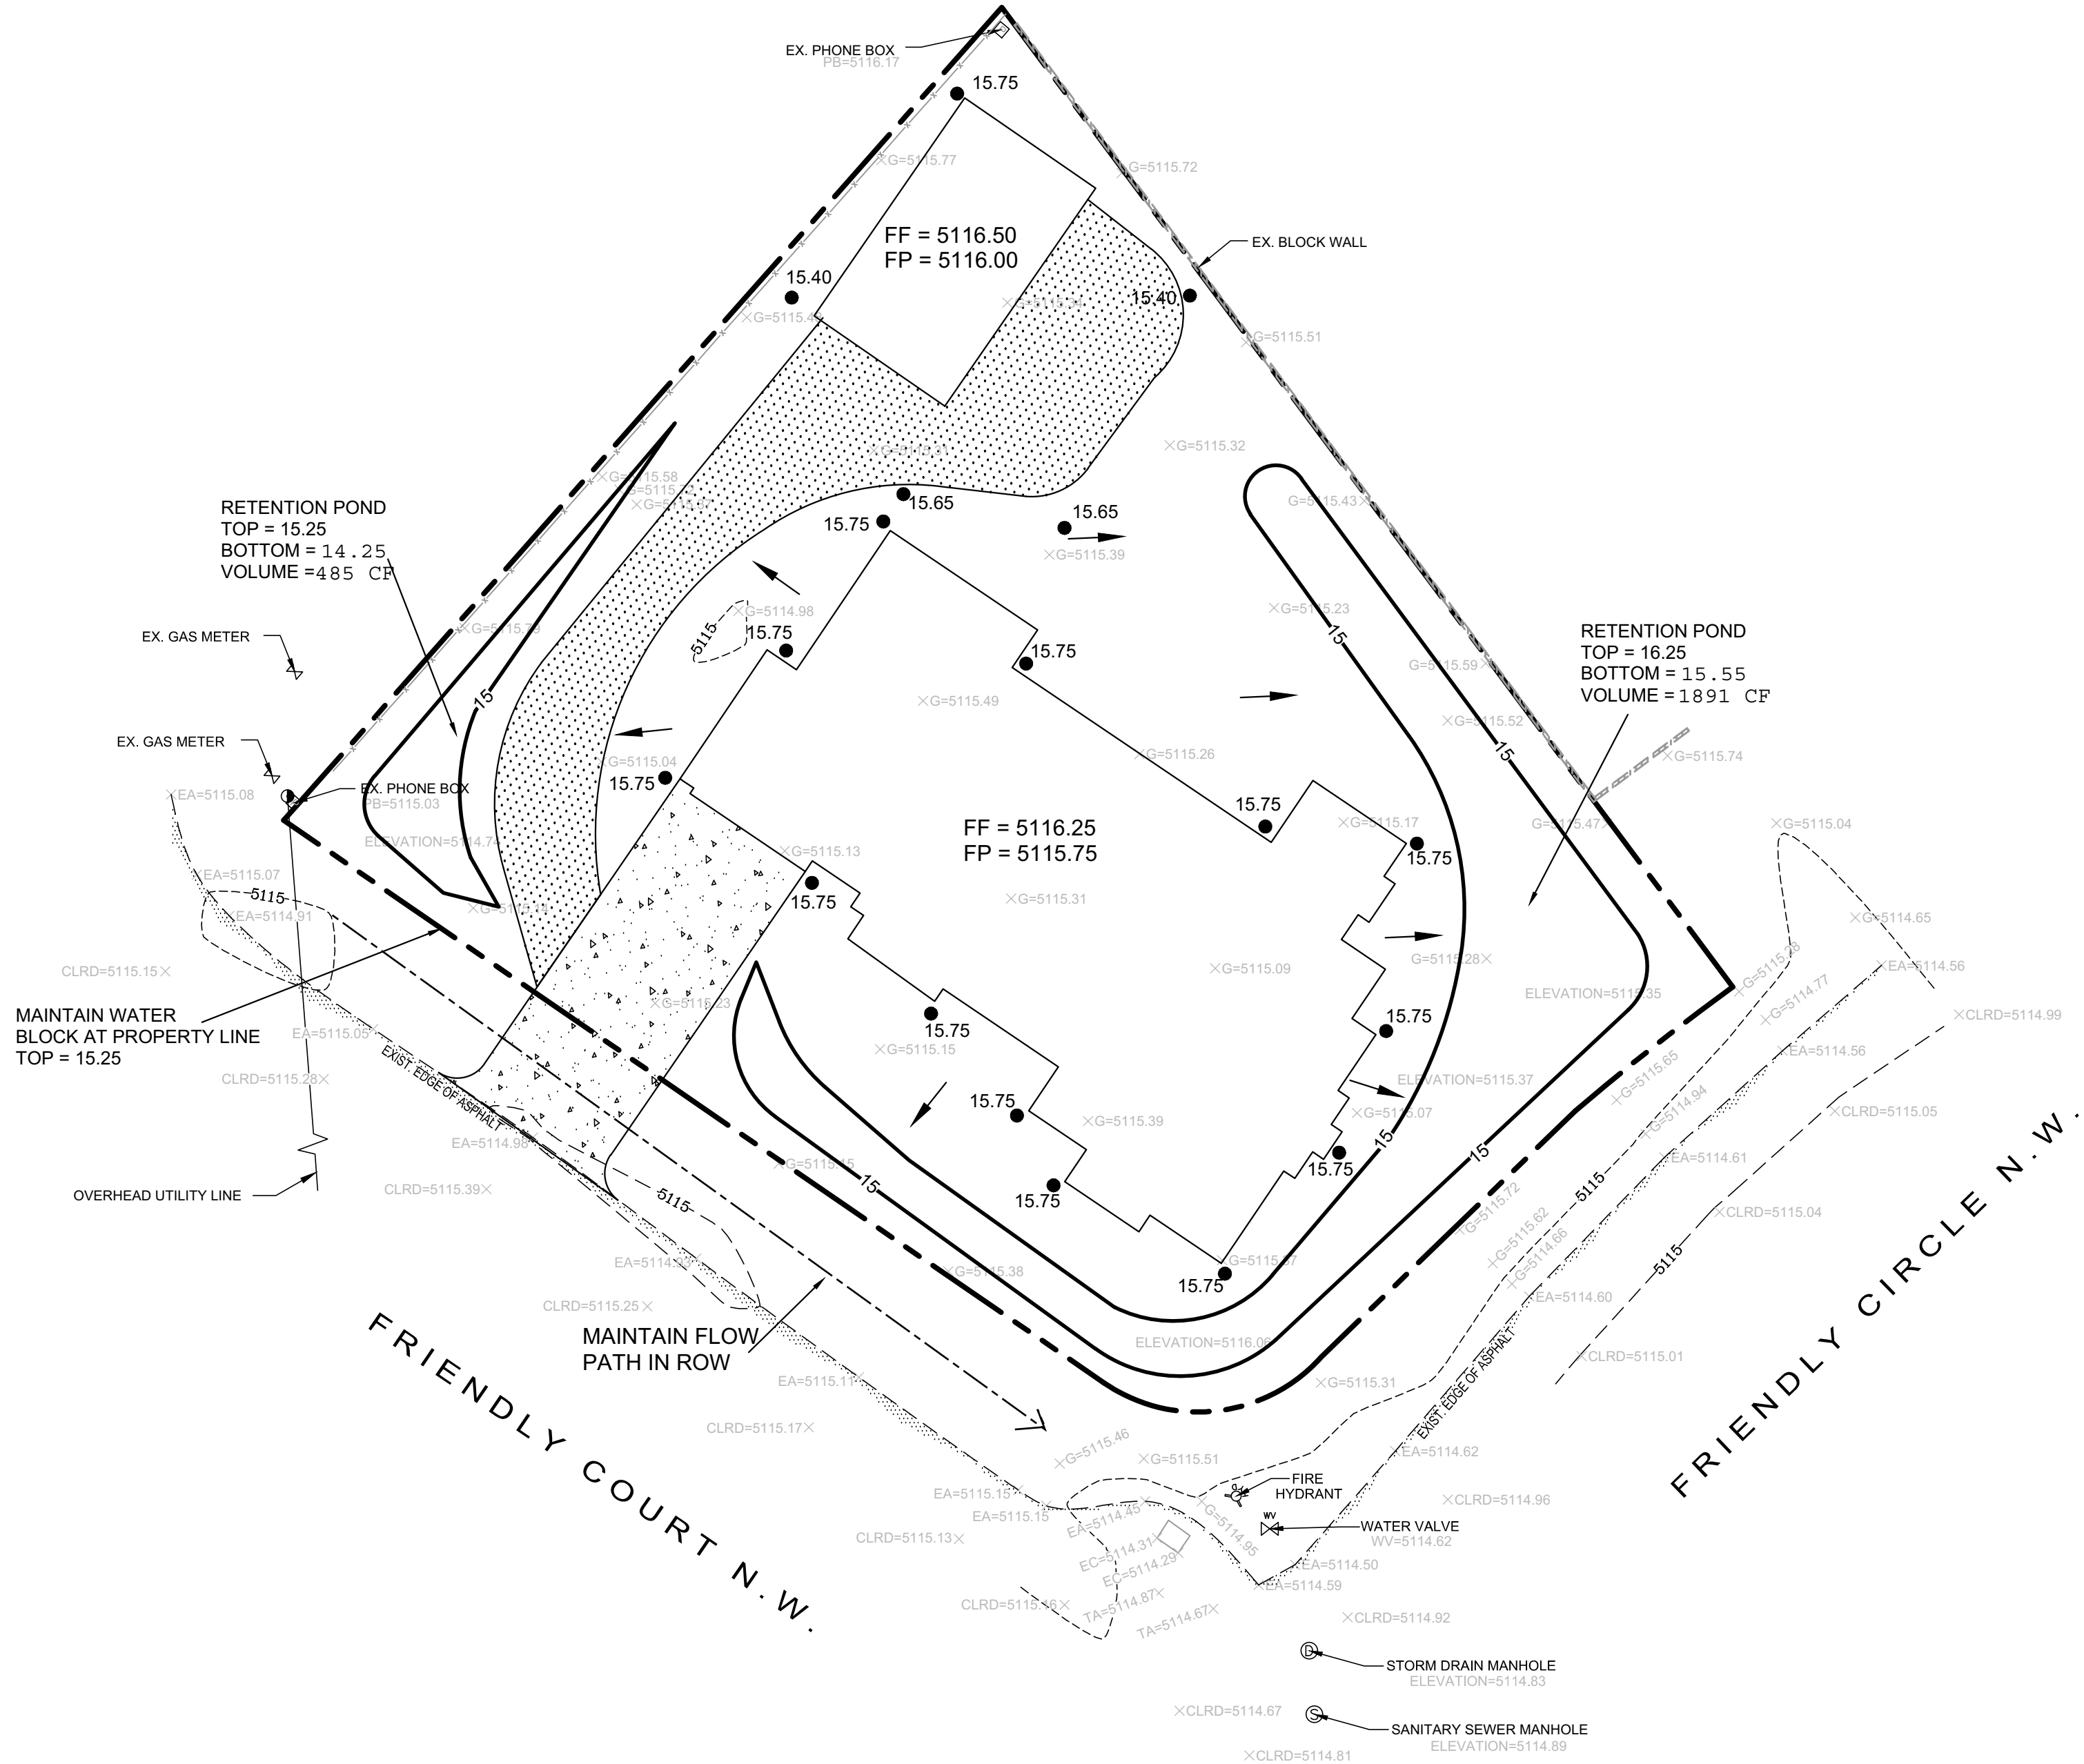 EX. PHONE BOX
PB=5116.17
15.75
G=5115.77
G=5115.72
FF = 5116.50
FP = 5116.00
EX. BLOCK WALL
15.40
15.40
G=5115.51
G=5115.32
G=5115.58
G=5115.43
RETENTION POND
TOP = 15.25
BOTTOM = 14.25
VOLUME =485 CF
15.65
15.75
15.65
G=5115.39
G=5114.98
5115
15.75
G=5115.23
15
EX. GAS METER
RETENTION POND
TOP = 16.25
BOTTOM = 15.55
VOLUME = 1891 CF
15.75
G=5115.59
G=5115.49
15
G=5115.52
15
EX. GAS METER
G=5115.04
15.75
G=5115.26
G=5115.74
EX. PHONE BOX
PB=5115.03
EA=5115.08
15.75
G=5115.17
G=5115.47
G=5115.04
FF = 5116.25
FP = 5115.75
ELEVATION=5114.74
G=5115.13
15.75
EA=5115.07
5115
EA=5114.91
15.75
G=5115.31
G=5114.65
CLRD=5115.15
G=5115.09
G=5115.28
G=5115.28
EA=5114.56
ELEVATION=5115.35
G=5114.77
MAINTAIN WATER
BLOCK AT PROPERTY LINE
TOP = 15.25
G=5115.23
EA=5115.05
15.75
15.75
CLRD=5114.99
G=5115.15
EA=5114.56
EXIST. EDGE OF ASPHALT
CLRD=5115.28
ELEVATION=5115.37
G=5115.65
15.75
G=5115.39
G=5115.07
G=5114.94
CLRD=5115.05
EA=5114.98
15
15
EA=5114.61
G=5115.15
15.75
15
15.75
5115
CLRD=5115.39
5115
OVERHEAD UTILITY LINE
G=5115.72
G=5115.62
CLRD=5115.04
G=5114.66
EA=5114.93
5115
G=5115.38
15.75
EA=5114.60
CLRD=5115.25
MAINTAIN FLOW
PATH IN ROW
ELEVATION=5116.06
EXIST. EDGE OF ASPHALT
CLRD=5115.01
EA=5115.11
G=5115.31
FRIENDLY COURT N.W.
FRIENDLY CIRCLE N.W.
CLRD=5115.17
G=5115.46
G=5115.51
EA=5114.62
EA=5115.15
FIRE
HYDRANT
CLRD=5114.96
EA=5115.15
EA=5114.45
G=5114.95
WV
WATER VALVE
WV=5114.62
CLRD=5115.13
EC=5114.31
EC=5114.29
EA=5114.50
EA=5114.59
CLRD=5115.16
TA=5114.87
TA=5114.67
CLRD=5114.92
D
STORM DRAIN MANHOLE
ELEVATION=5114.83
CLRD=5114.67
S
SANITARY SEWER MANHOLE
ELEVATION=5114.89
CLRD=5114.81